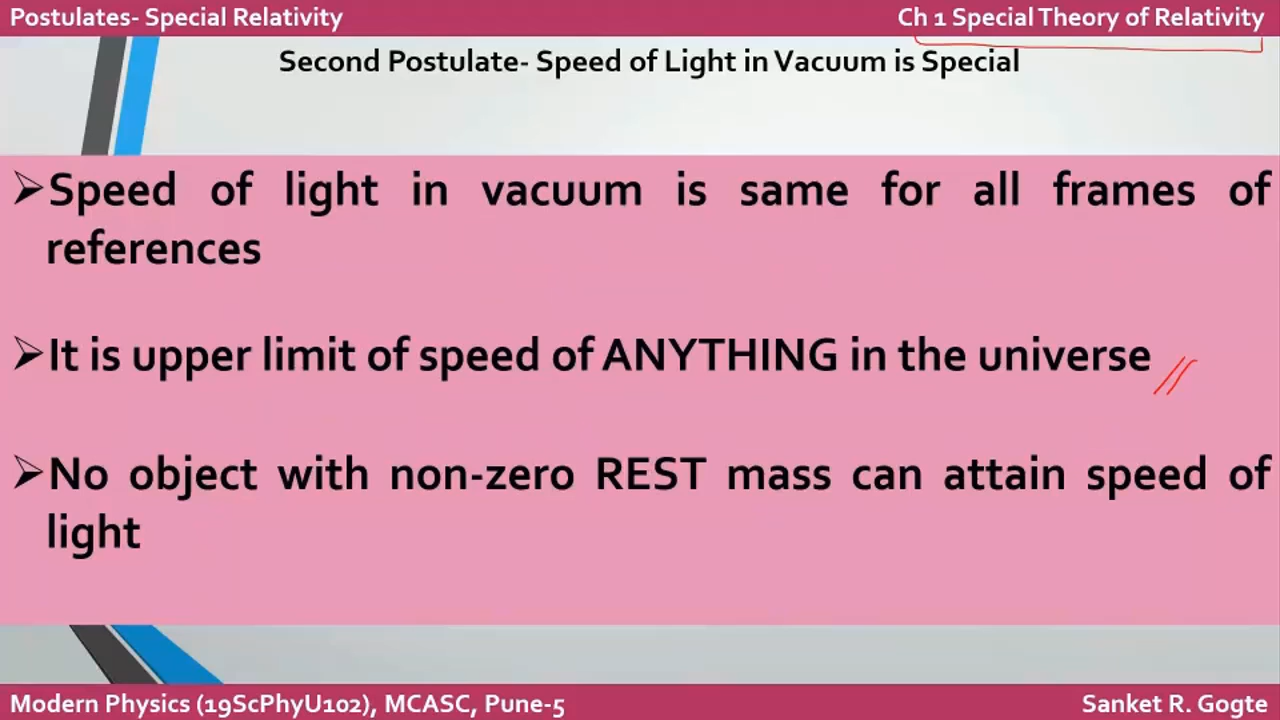 Postulates- Special Relativity
Ch 1 Special Theory of Relativity
Second Postulate- Speed of Light in Vacuum is Special
➢Speed of light in vacuum is same for all frames of
references
➢It is upper limit of speed of ANYTHING in the universe
➢No object with non-zero REST mass can attain speed of
light
Modern Physics (19ScPhyU102), MCASC, Pune-5
Sanket R. Gogte